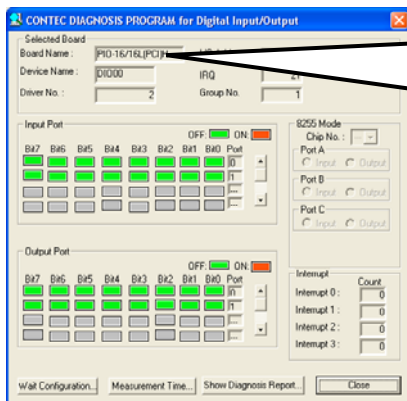 CONTEC DIAGNOSIS PROGRAM for Digital Input/Output
Selected Board
Board Name : PIO-16/16L(PCI)H
Device Name : DIO00 IRQ 21
Driver No. : 2 Group No. 1
Input Port
OFF: ON:
Bit7 Bit6 Bit5 Bit4 Bit3 Bit2 Bit1 Bit0 Port
0
1
...
...
8255 Mode
Chip No. : --
Port A
Input Output
Port B
Input Output
Port C
Input Output
Output Port
OFF: ON:
Bit7 Bit6 Bit5 Bit4 Bit3 Bit2 Bit1 Bit0 Port
0
1
...
...
Interrupt
Count
Interrupt 0 : 0
Interrupt 1 : 0
Interrupt 2 : 0
Interrupt 3 : 0
Wait Configuration... Measurement Time... Show Diagnosis Report... Close